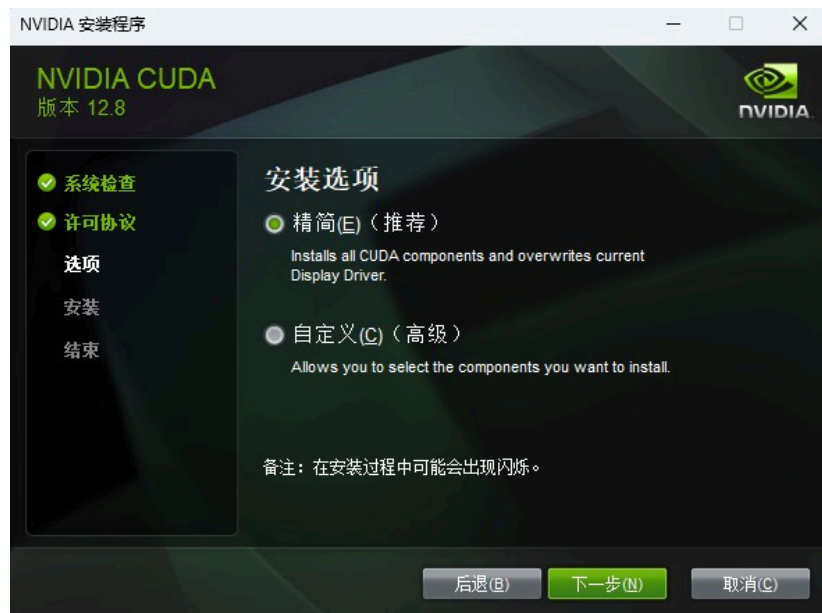 NVIDIA 安装程序
NVIDIA CUDA
版本 12.8
NVIDIA.
系统检查
许可协议
选项
安装
结束
安装选项
精简(E)（推荐）
Installs all CUDA components and overwrites current
Display Driver.
自定义(C)（高级）
Allows you to select the components you want to install.
备注：在安装过程中可能会出现闪烁。
后退(B)
下一步(N)
取消(C)